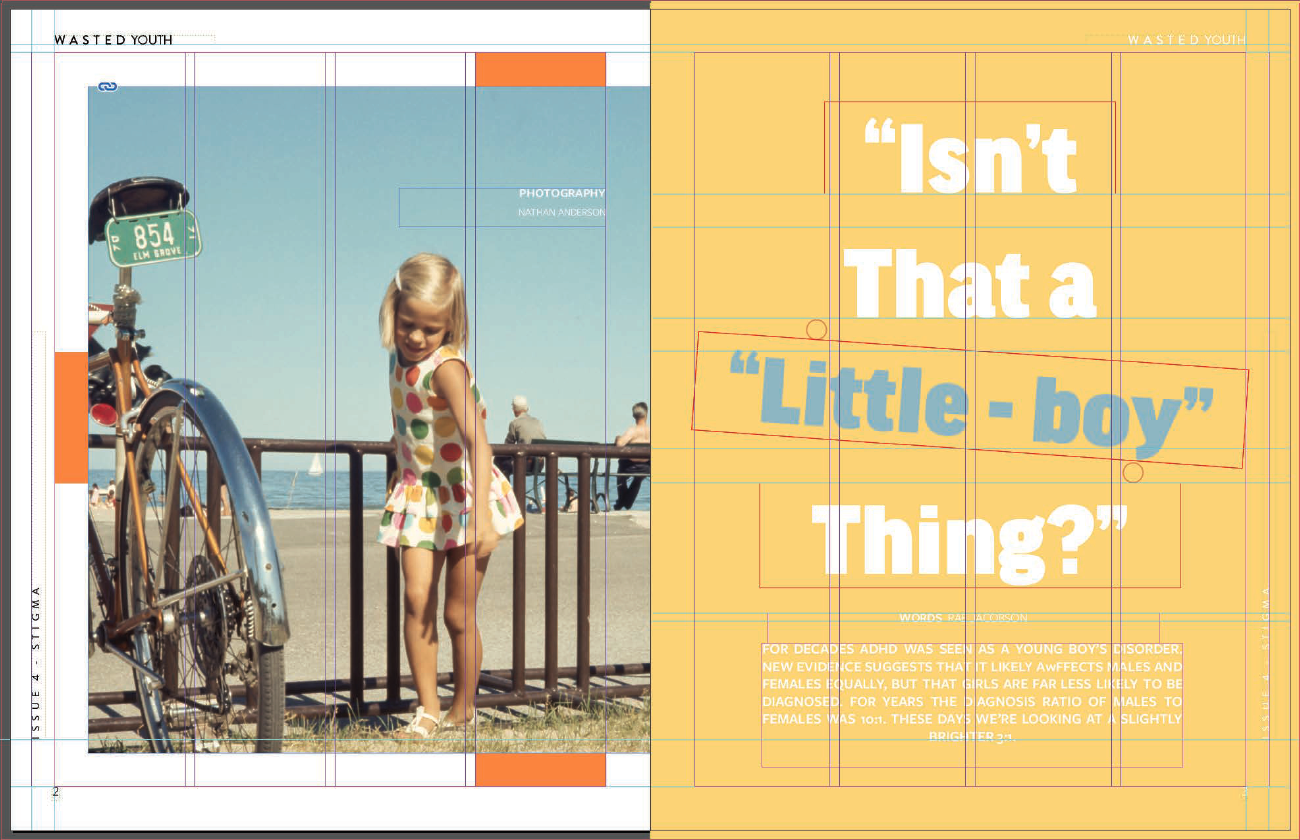 WASTED YOUTH
PHOTOGRAPHY
NATHAN ANDERSON
70
854
71
ELM GROVE
ISSUE 4 - STIGMA
2
WASTED YOUTH
“Isn’t
That a
“Little - boy”
Thing?”
WORDS RAE JACOBSON
FOR DECADES ADHD WAS SEEN AS A YOUNG BOY’S DISORDER.
NEW EVIDENCE SUGGESTS THAT IT LIKELY AwFFECTS MALES AND
FEMALES EQUALLY, BUT THAT GIRLS ARE FAR LESS LIKELY TO BE
DIAGNOSED. FOR YEARS THE DIAGNOSIS RATIO OF MALES TO
FEMALES WAS 10:1. THESE DAYS WE’RE LOOKING AT A SLIGHTLY
BRIGHTER 3:1.
ISSUE 4 - STIGMA